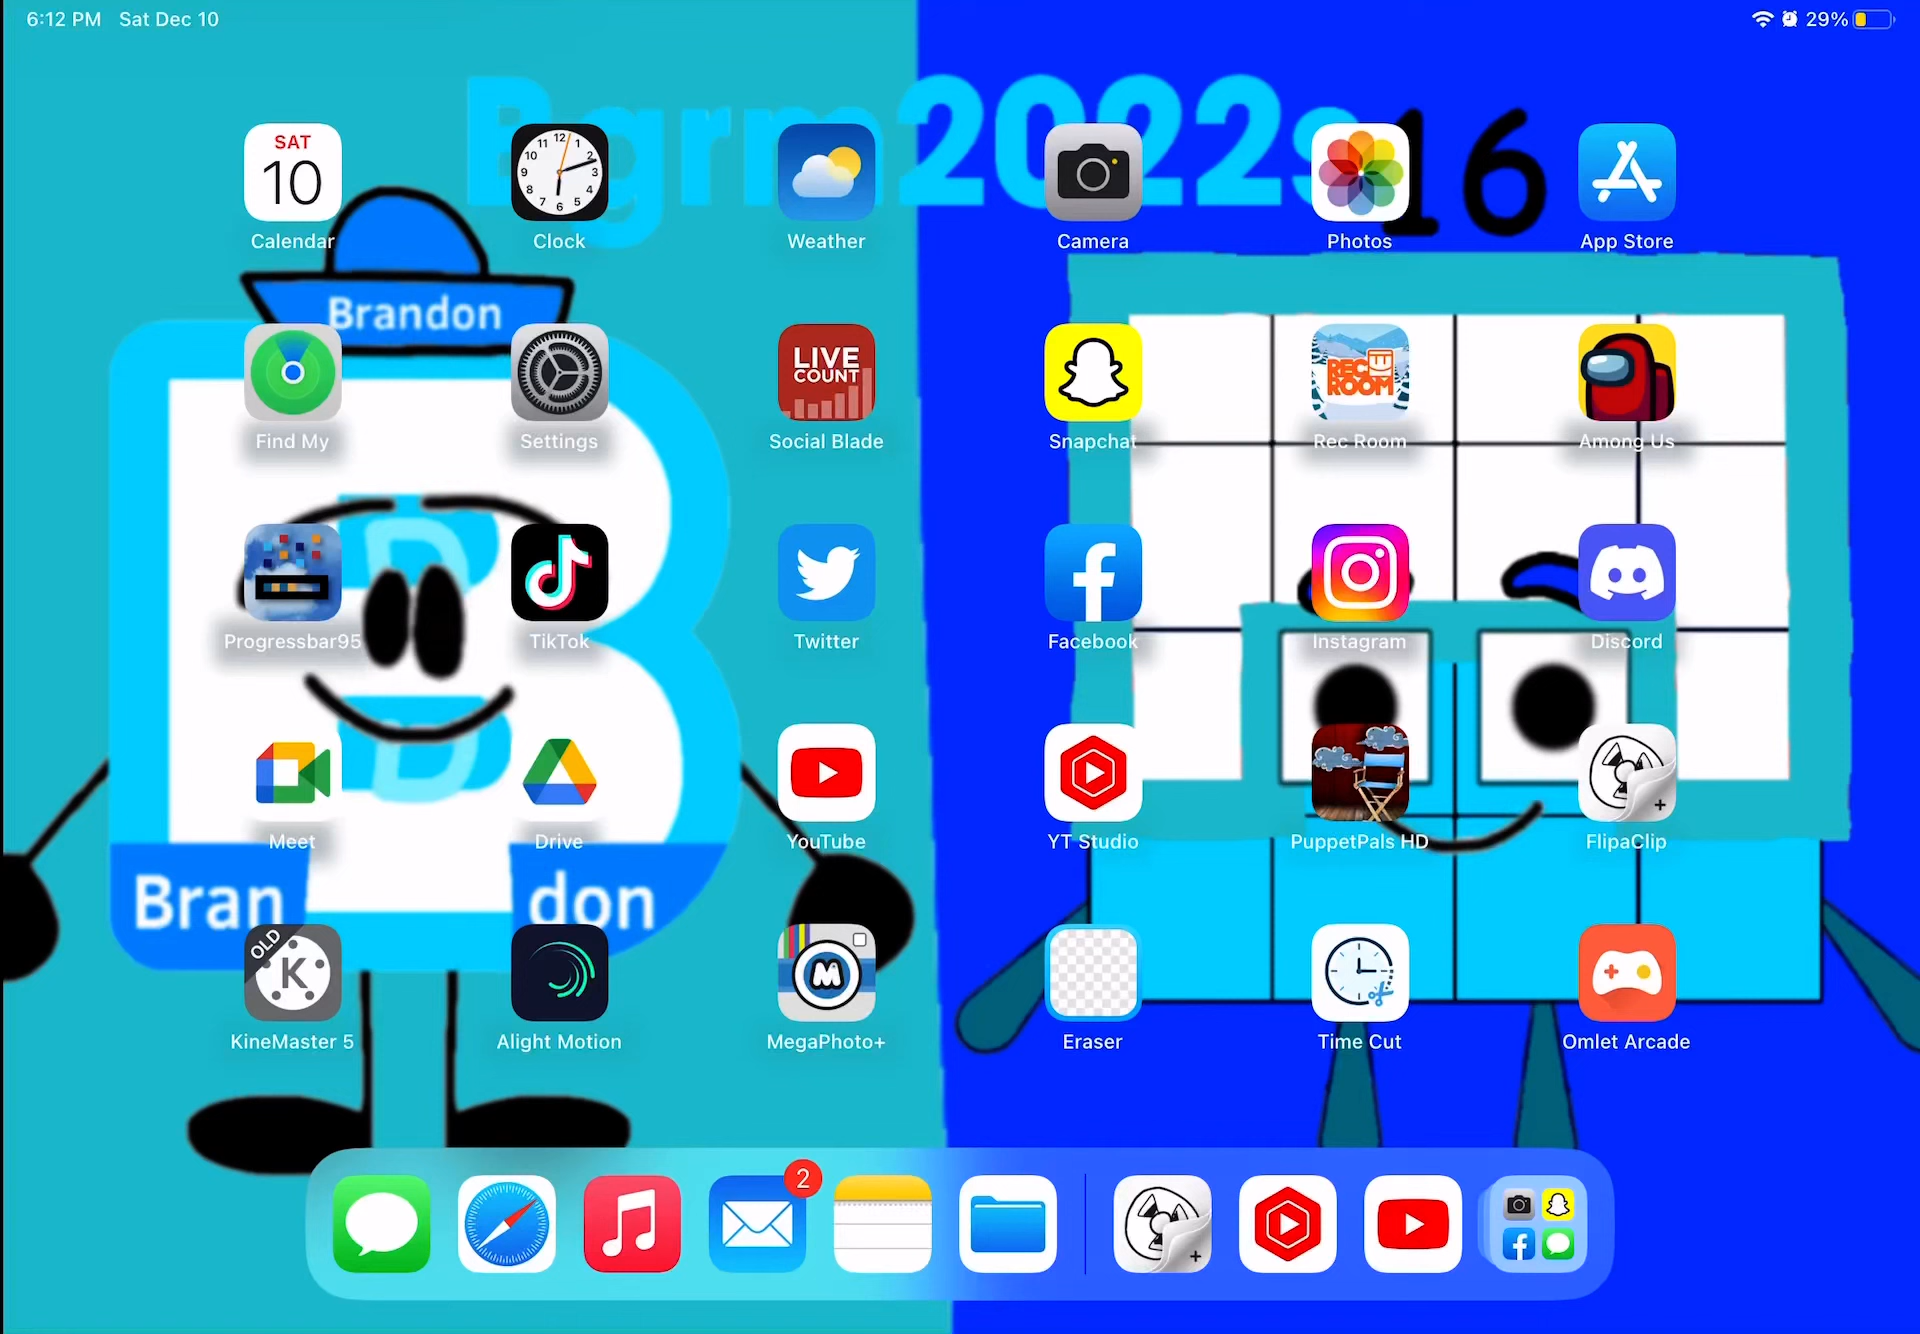 6:12 PM Sat Dec 10
29%
Bgrm2022s 16
SAT
10
Calendar
Clock
Weather
Camera
Photos
App Store
Brandon
LIVE
COUNT
REC
ROOM
Find My
Settings
Social Blade
Snapchat
Rec Room
Among Us
B
Progressbar95
TikTok
Twitter
Facebook
Instagram
Discord
B
Meet
Drive
YouTube
YT Studio
PuppetPals HD
FlipaClip
Bran don
OLD
K
M
KineMaster 5
Alight Motion
MegaPhoto+
Eraser
Time Cut
Omlet Arcade
2